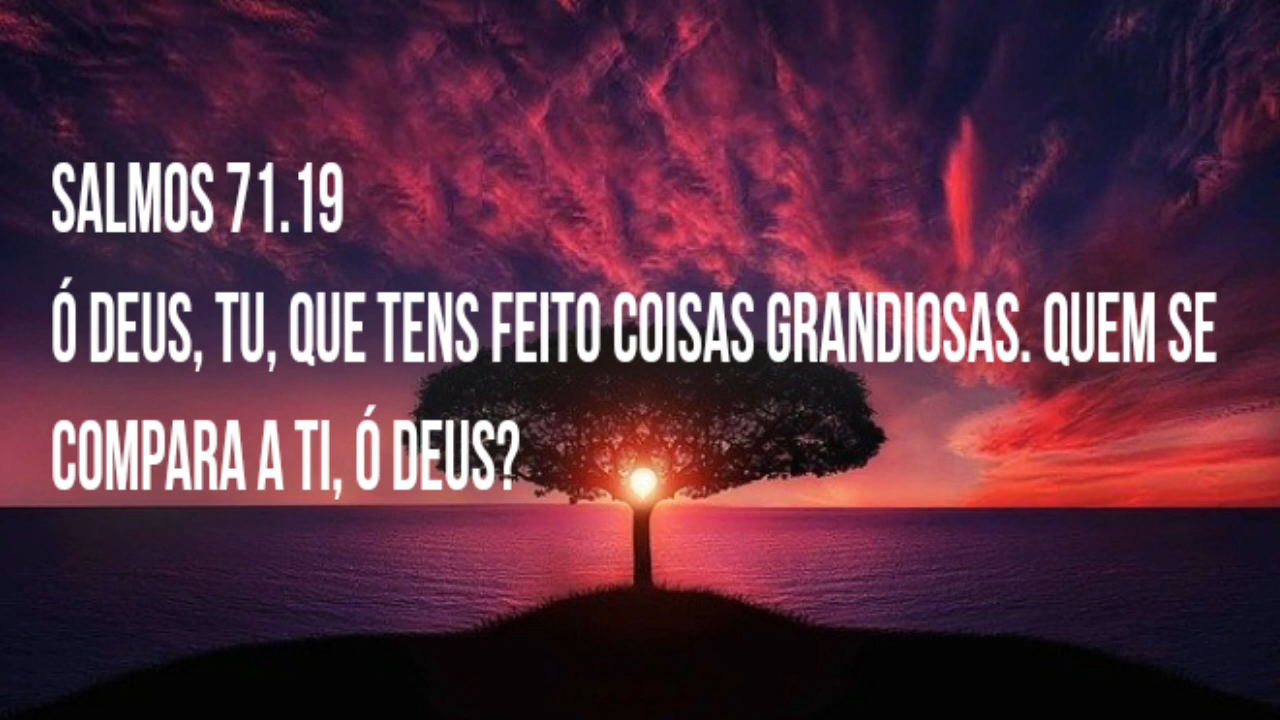 SALMOS 71.19
Ó DEUS, TU, QUE TENS FEITO COISAS GRANDIOSAS. QUEM SE
COMPARA A TI, Ó DEUS?